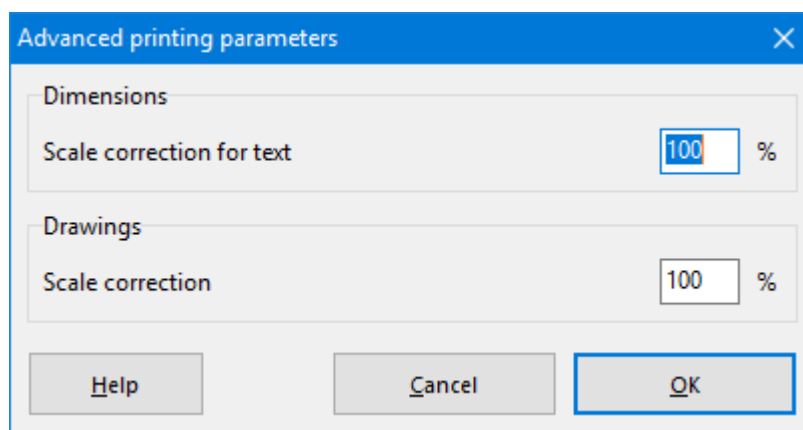 Advanced printing parameters
Dimensions
Scale correction for text 100 %
Drawings
Scale correction 100 %
Help Cancel OK